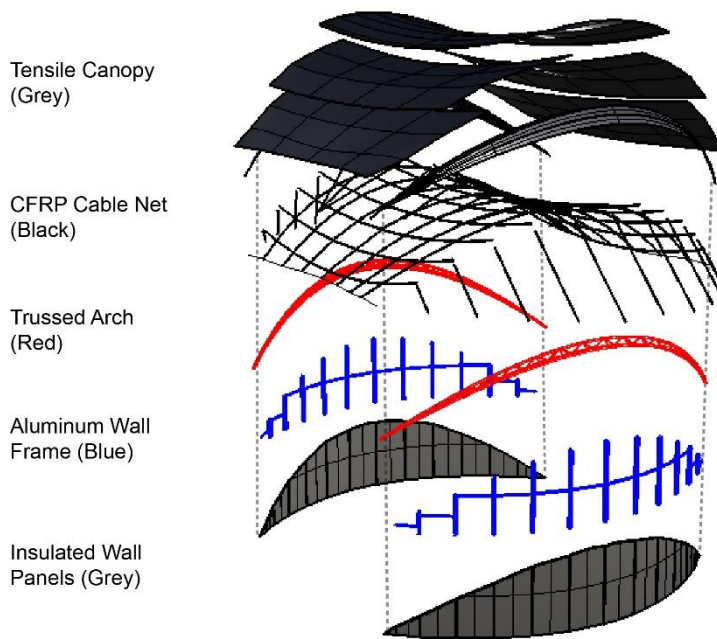 Tensile Canopy
(Grey)
CFRP Cable Net
(Black)
Trussed Arch
(Red)
Aluminum Wall
Frame (Blue)
Insulated Wall
Panels (Grey)